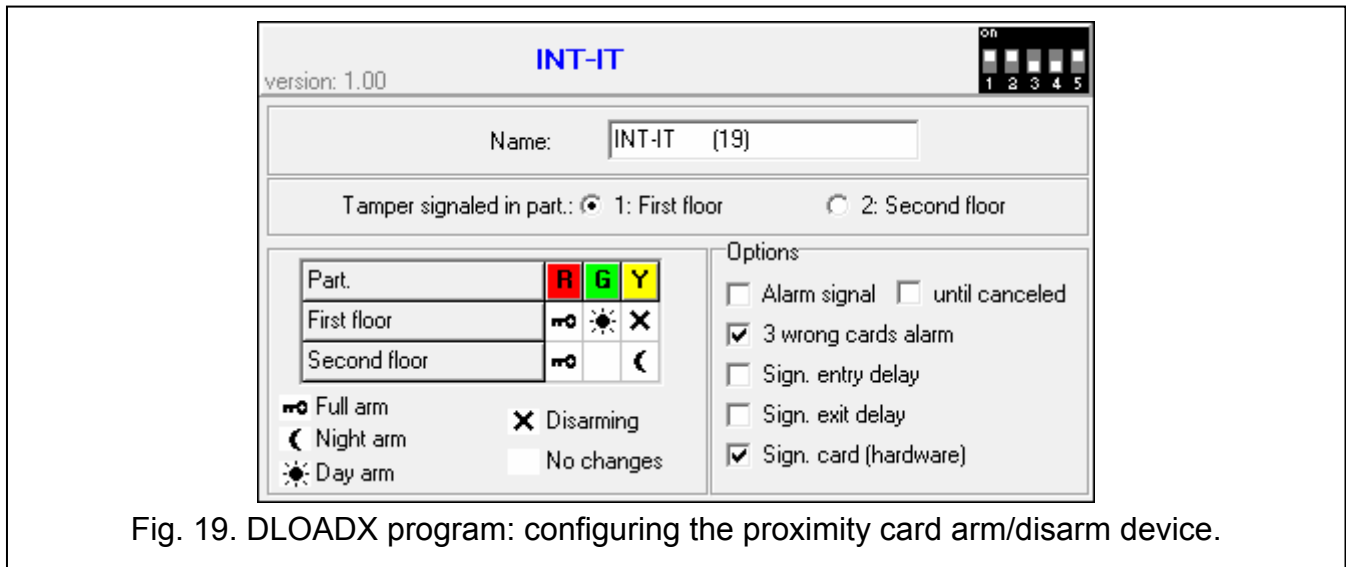 INT-IT
version: 1.00
on
1 2 3 4 5
Name: INT-IT (19)
Tamper signaled in part.: 1: First floor 2: Second floor
Part. R G Y
First floor
Second floor
Full arm
Night arm
Day arm
Disarming
No changes
Options
Alarm signal until canceled
3 wrong cards alarm
Sign. entry delay
Sign. exit delay
Sign. card (hardware)
Fig. 19. DLOADX program: configuring the proximity card arm/disarm device.